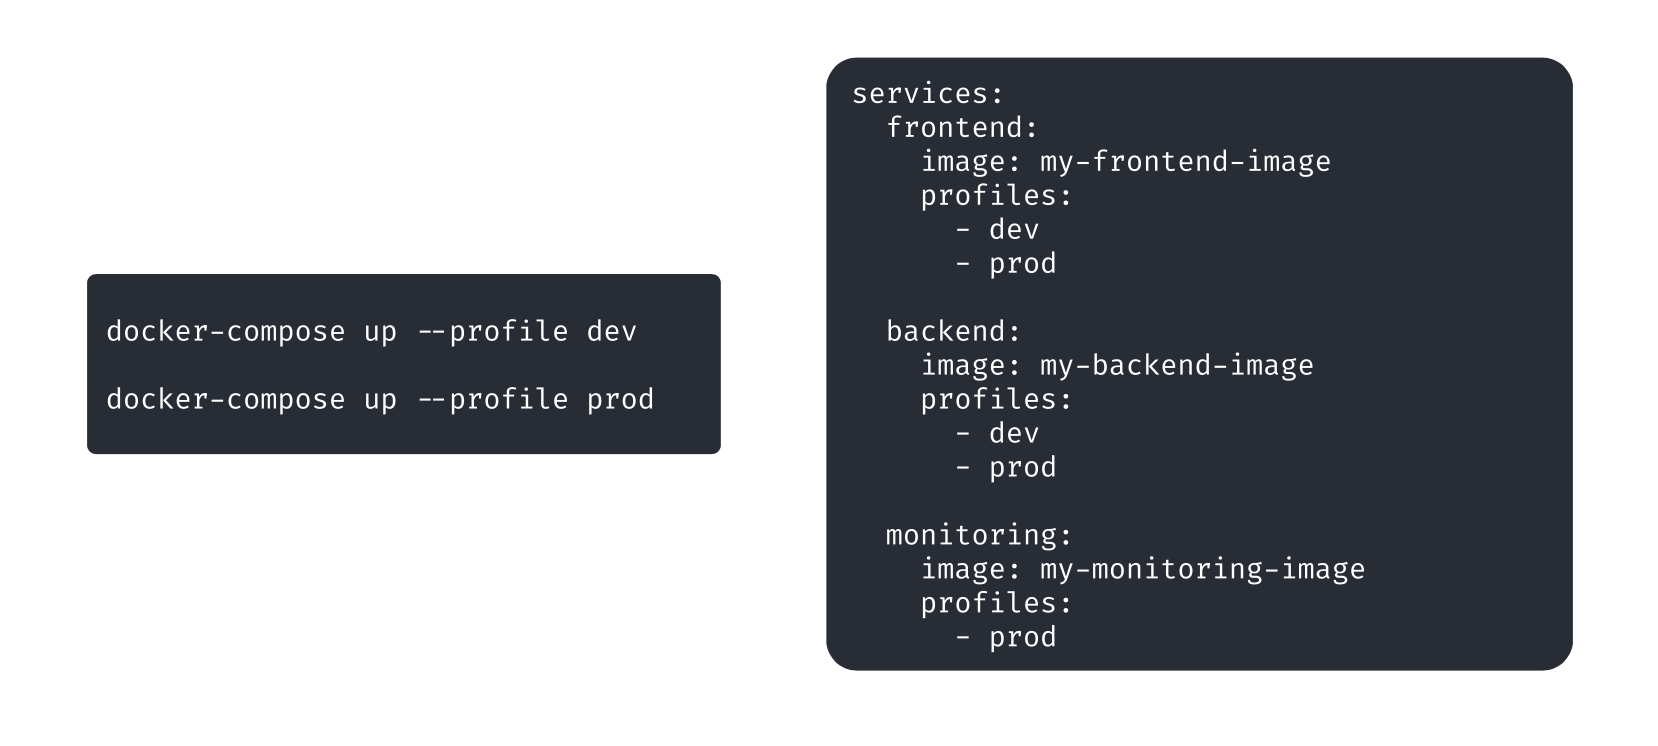 docker-compose up --profile dev
docker-compose up --profile prod
services:
  frontend:
    image: my-frontend-image
    profiles:
      - dev
      - prod
  backend:
    image: my-backend-image
    profiles:
      - dev
      - prod
  monitoring:
    image: my-monitoring-image
    profiles:
      - prod